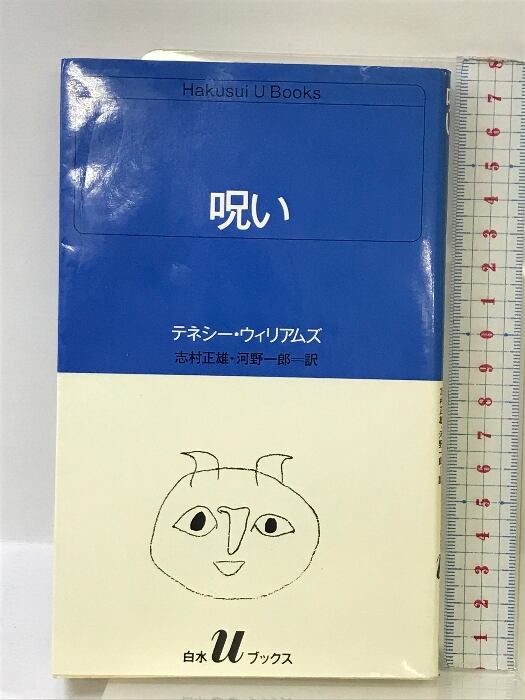 Hakusui U Books
呪い
テネシー・ウィリアムズ
志村正雄・河野一郎＝訳
白水uブックス